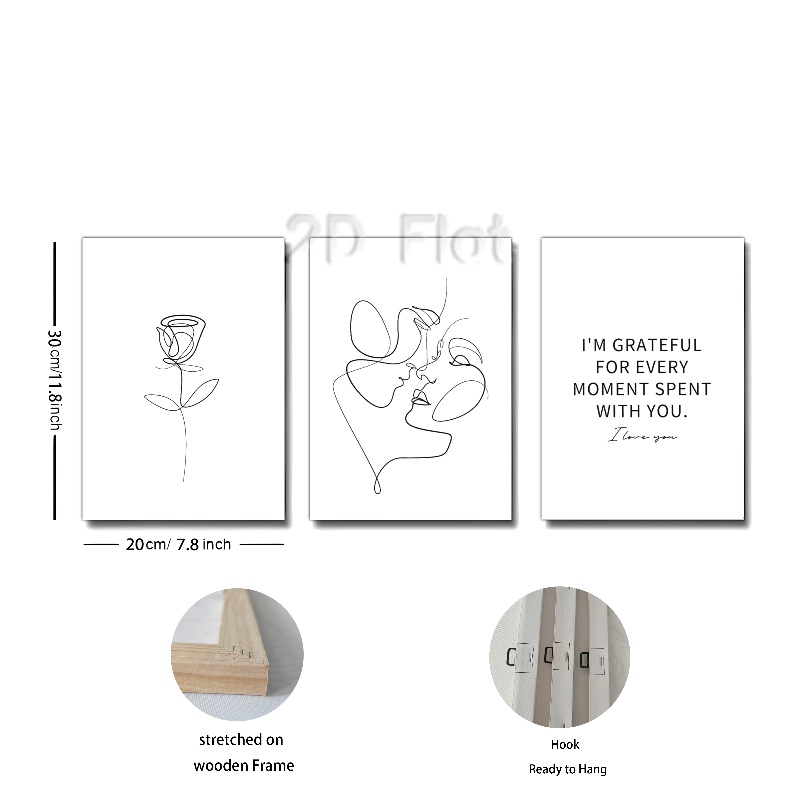 2D Flat
30cm/11.8inch
I'M GRATEFUL
FOR EVERY
MOMENT SPENT
WITH YOU.
I love you
20cm/ 7.8 inch
stretched on
wooden Frame
Hook
Ready to Hang